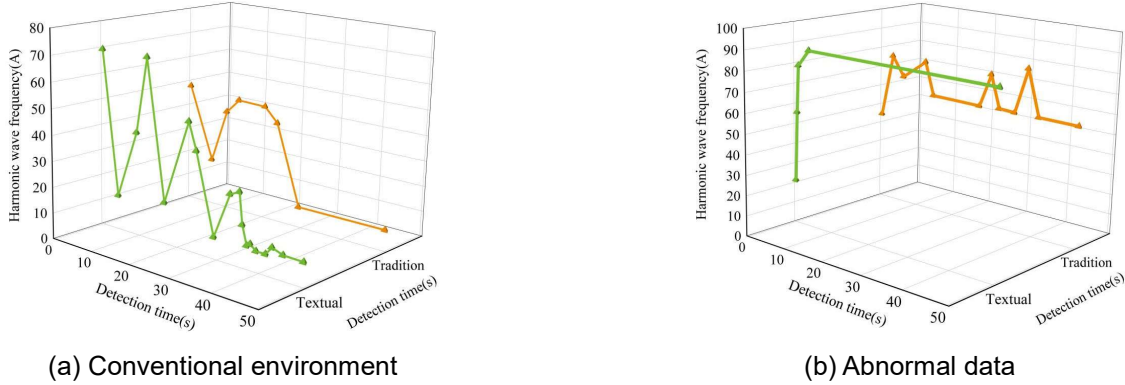 80
70
60
50
40
30
20
10
0
Harmonic wave frequency(A)
0
10
20
30
40
50
Detection time(s)
Textual
Tradition
Detection time(s)
(a) Conventional environment
100
90
80
70
60
50
40
30
20
10
0
Harmonic wave frequency(A)
0
10
20
30
40
50
Detection time(s)
Textual
Tradition
Detection time(s)
(b) Abnormal data